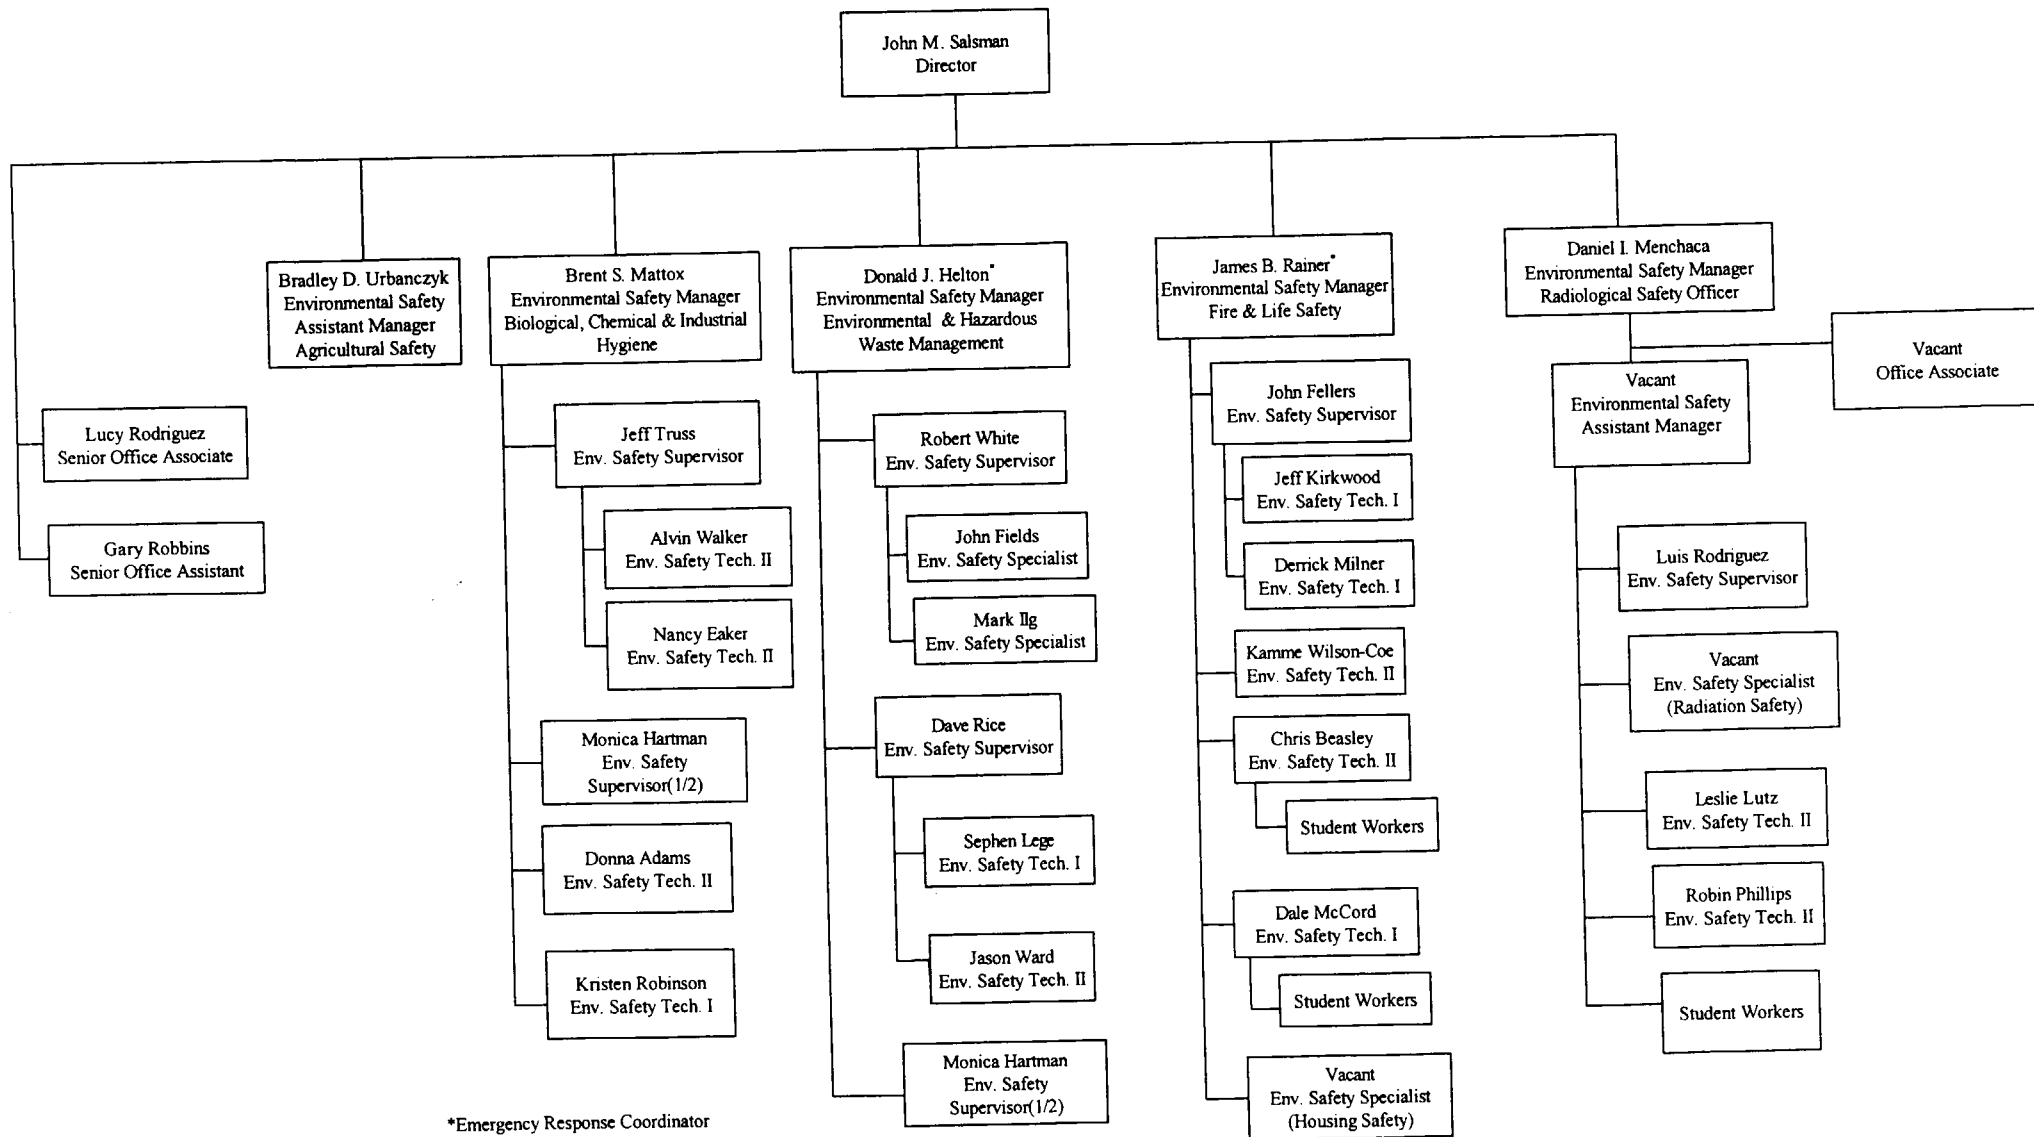 John M. Salsman
Director
Lucy Rodriguez
Senior Office Associate
Gary Robbins
Senior Office Assistant
Bradley D. Urbanczyk
Environmental Safety
Assistant Manager
Agricultural Safety
Brent S. Mattox
Environmental Safety Manager
Biological, Chemical & Industrial
Hygiene
Jeff Truss
Env. Safety Supervisor
Alvin Walker
Env. Safety Tech. II
Nancy Eaker
Env. Safety Tech. II
Monica Hartman
Env. Safety
Supervisor(1/2)
Donna Adams
Env. Safety Tech. II
Kristen Robinson
Env. Safety Tech. I
Donald J. Helton*
Environmental Safety Manager
Environmental & Hazardous
Waste Management
Robert White
Env. Safety Supervisor
John Fields
Env. Safety Specialist
Mark Ilg
Env. Safety Specialist
Dave Rice
Env. Safety Supervisor
Sephen Lege
Env. Safety Tech. I
Jason Ward
Env. Safety Tech. II
Monica Hartman
Env. Safety
Supervisor(1/2)
James B. Rainer*
Environmental Safety Manager
Fire & Life Safety
John Fellers
Env. Safety Supervisor
Jeff Kirkwood
Env. Safety Tech. I
Derrick Milner
Env. Safety Tech. I
Kamme Wilson-Coe
Env. Safety Tech. II
Chris Beasley
Env. Safety Tech. II
Student Workers
Dale McCord
Env. Safety Tech. I
Student Workers
Vacant
Env. Safety Specialist
(Housing Safety)
Daniel I. Menchaca
Environmental Safety Manager
Radiological Safety Officer
Vacant
Office Associate
Vacant
Environmental Safety
Assistant Manager
Luis Rodriguez
Env. Safety Supervisor
Vacant
Env. Safety Specialist
(Radiation Safety)
Leslie Lutz
Env. Safety Tech. II
Robin Phillips
Env. Safety Tech. II
Student Workers
*Emergency Response Coordinator